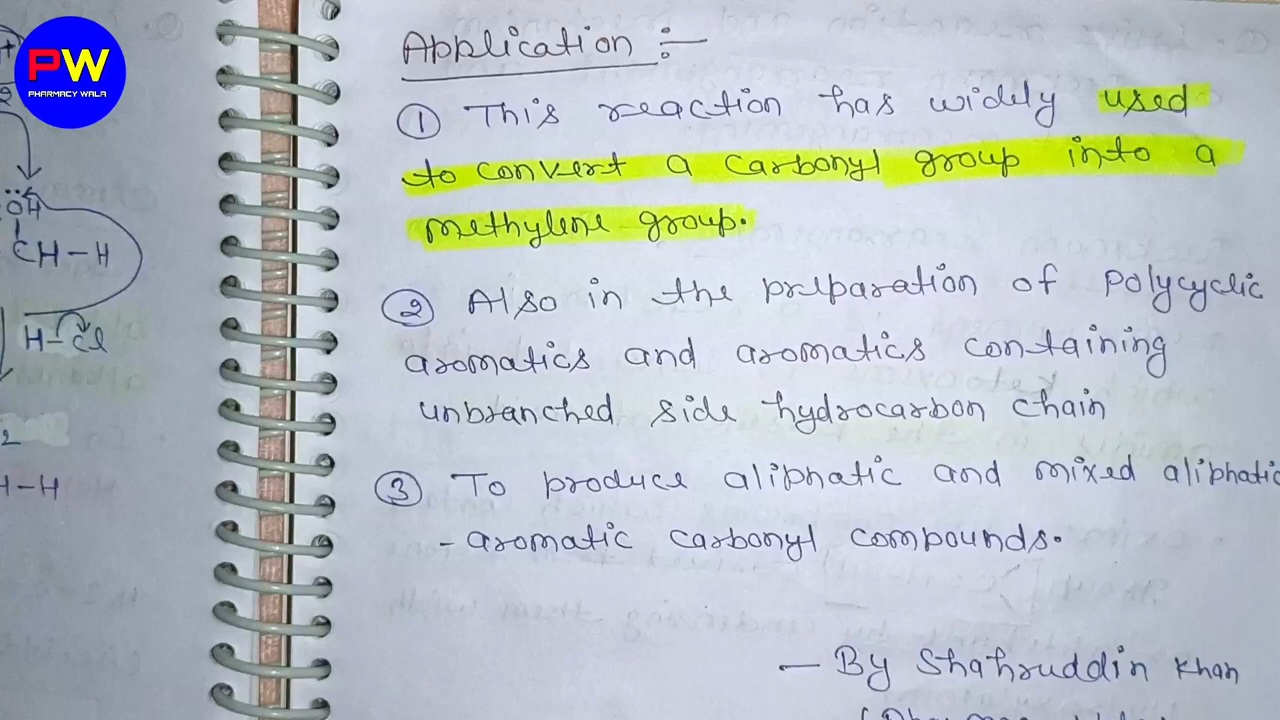 PW
PHARMACY WALA
ÖH
CH-H
H-Cl
2
H-H
Application :-
① This reaction has widely used
to convert a carbonyl group into a
methylene group.
② Also in the preparation of polycyclic
aromatics and aromatics containing
unbranched side hydrocarbon chain
③ To produce aliphatic and mixed aliphatic
- aromatic carbonyl compounds.
- By Shahruddin Khan